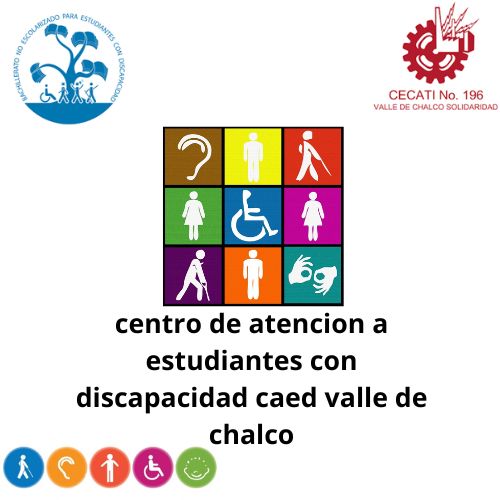 BACHILLERATO NO ESCOLARIZADO PARA ESTUDIANTES CON DISCAPACIDAD
CECATI No. 196
VALLE DE CHALCO SOLIDARIDAD
centro de atencion a
estudiantes con
discapacidad caed valle de
chalco